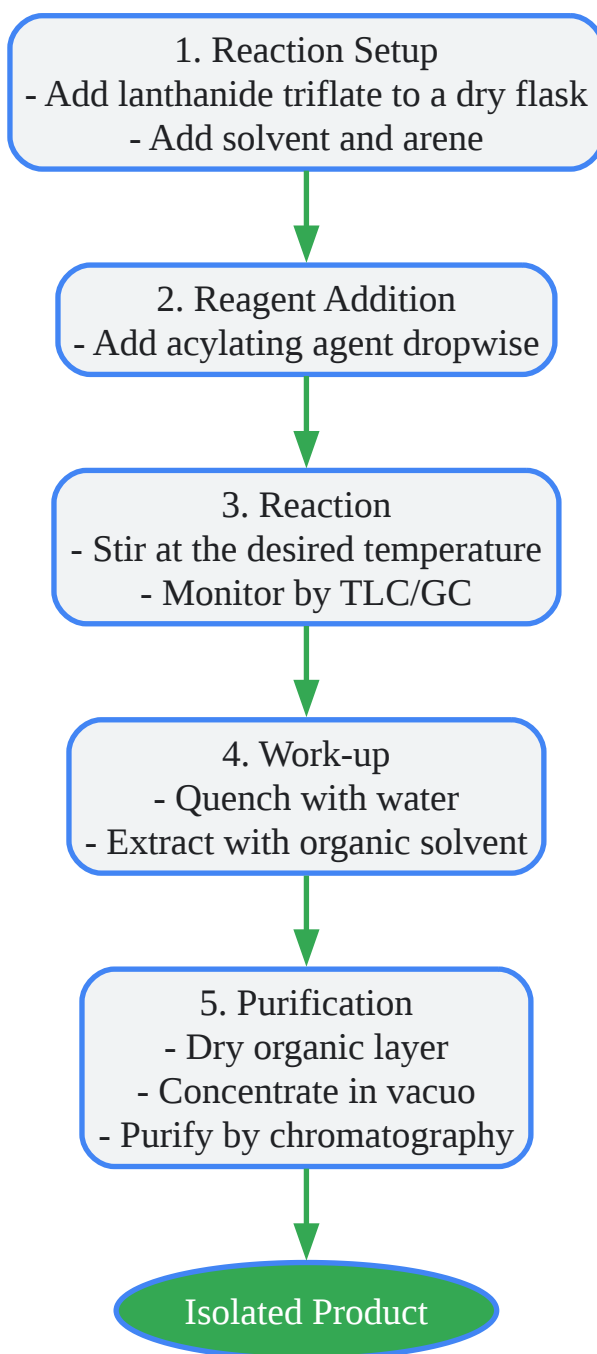 1. Reaction Setup
- Add lanthanide triflate to a dry flask
- Add solvent and arene
2. Reagent Addition
- Add acylating agent dropwise
3. Reaction
- Stir at the desired temperature
- Monitor by TLC/GC
4. Work-up
- Quench with water
- Extract with organic solvent
5. Purification
- Dry organic layer
- Concentrate in vacuo
- Purify by chromatography
Isolated Product